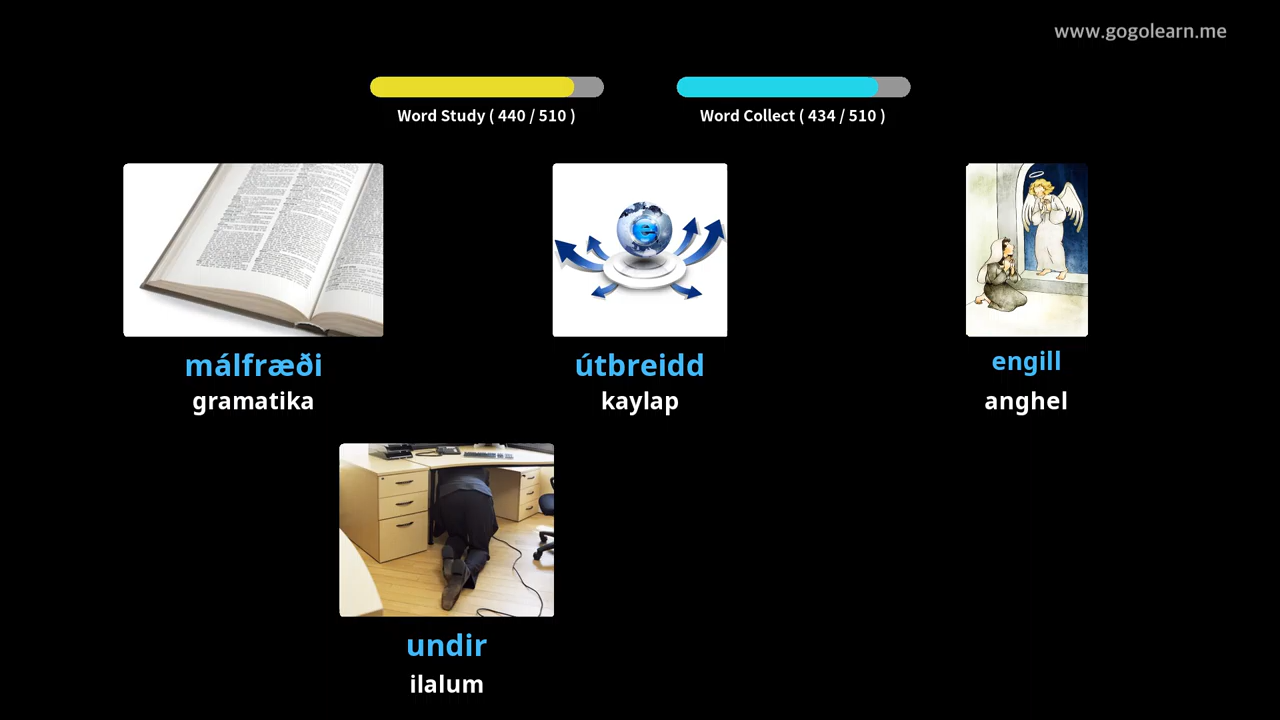 www.gogolearn.me
Word Study ( 440 / 510 )
Word Collect ( 434 / 510 )
málfræði
gramatika
útbreidd
kaylap
engill
anghel
undir
ilalum